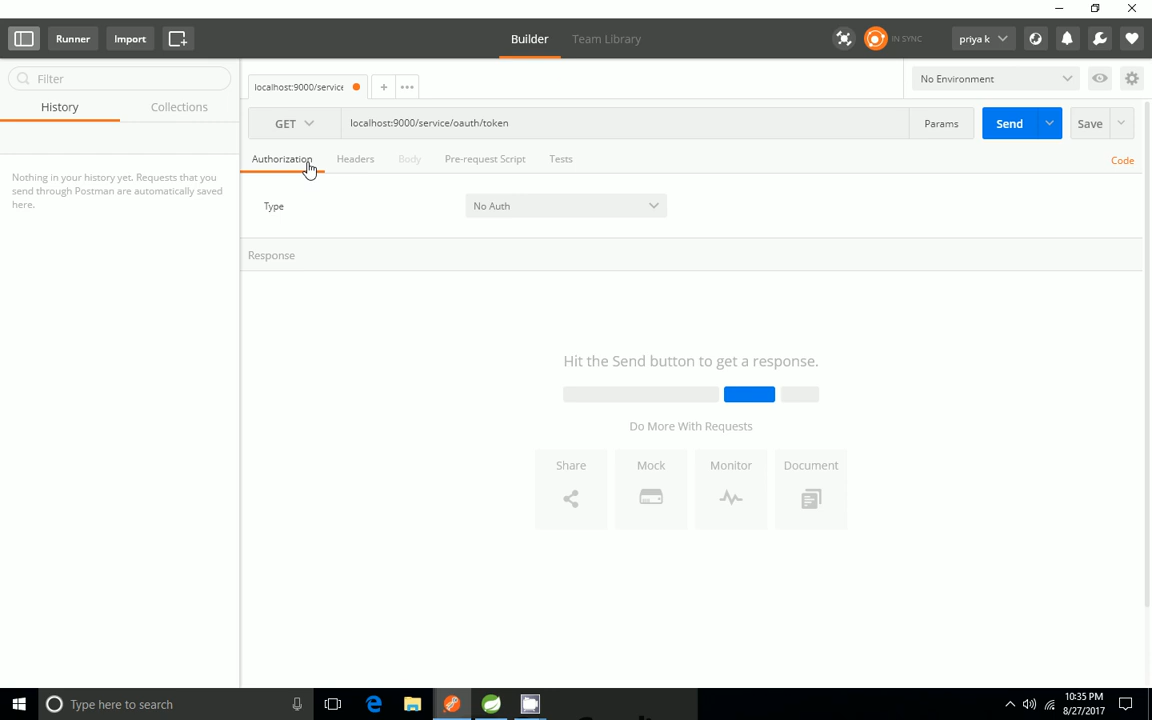 Runner
Import
Builder
Team Library
IN SYNC
priya k
Filter
History
Collections
Nothing in your history yet. Requests that you
send through Postman are automatically saved
here.
localhost:9000/service
No Environment
GET
localhost:9000/service/oauth/token
Params
Send
Save
Authorization
Headers
Body
Pre-request Script
Tests
Code
Type
No Auth
Response
Hit the Send button to get a response.
Do More With Requests
Share
Mock
Monitor
Document
Type here to search
10:35 PM
8/27/2017